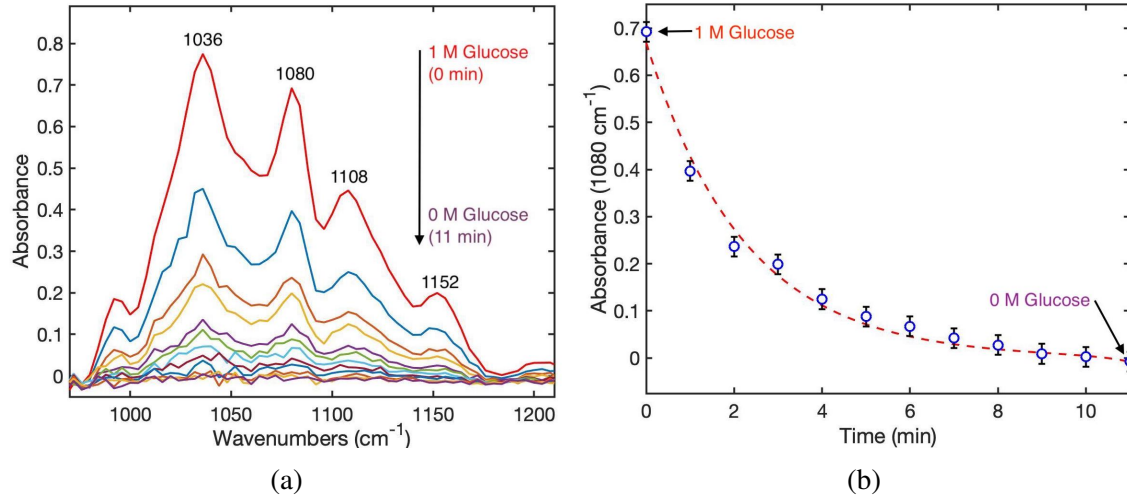 0.8
0.7
0.6
0.5
0.4
0.3
0.2
0.1
0
Absorbance
1036
1080
1108
1152
1 M Glucose
(0 min)
0 M Glucose
(11 min)
1000 1050 1100 1150 1200
Wavenumbers (cm⁻¹)
(a)
0.7
0.6
0.5
0.4
0.3
0.2
0.1
0
Absorbance (1080 cm⁻¹)
1 M Glucose
0 M Glucose
0 2 4 6 8 10
Time (min)
(b)